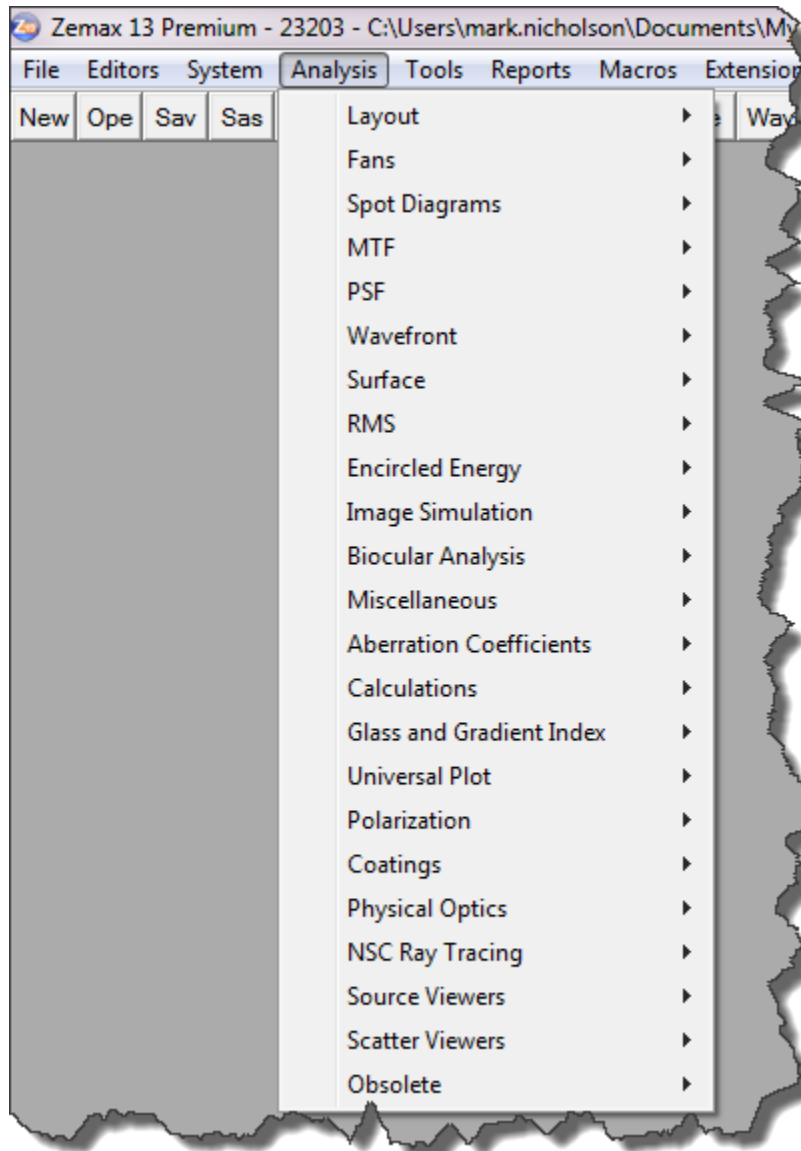 Zemax 13 Premium - 23203 - C:\Users\mark.nicholson\Documents\My
File Editors System Analysis Tools Reports Macros Extension
New Ope Sav Sas Wav
Layout
Fans
Spot Diagrams
MTF
PSF
Wavefront
Surface
RMS
Encircled Energy
Image Simulation
Biocular Analysis
Miscellaneous
Aberration Coefficients
Calculations
Glass and Gradient Index
Universal Plot
Polarization
Coatings
Physical Optics
NSC Ray Tracing
Source Viewers
Scatter Viewers
Obsolete